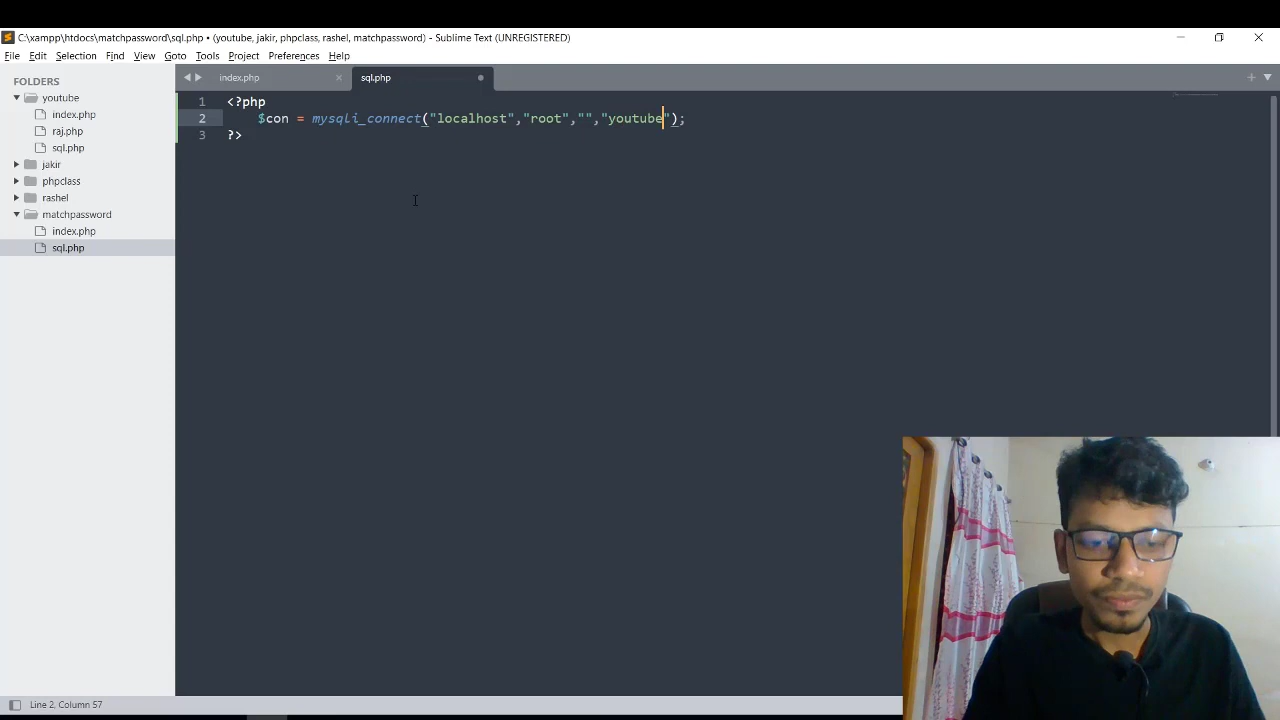 C:\xampp\htdocs\matchpassword\sql.php • (youtube, jakir, phpclass, rashel, matchpassword) - Sublime Text (UNREGISTERED)
File Edit Selection Find View Goto Tools Project Preferences Help
FOLDERS
youtube
index.php
raj.php
sql.php
jakir
phpclass
rashel
matchpassword
index.php
sql.php
index.php
sql.php
1 <?php
2 $con = mysqli_connect("localhost","root","","youtube");
3 ?>
Line 2, Column 57